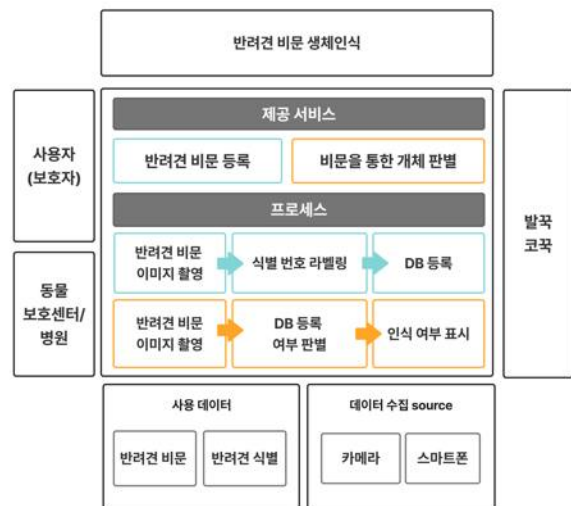 반려견 비문 생체인식
사용자
(보호자)
동물
보호센터/
병원
제공 서비스
반려견 비문 등록
비문을 통한 개체 판별
프로세스
반려견 비문
이미지 촬영
식별 번호 라벨링
DB 등록
반려견 비문
이미지 촬영
DB 등록
여부 판별
인식 여부 표시
발꾹
코꾹
사용 데이터
반려견 비문
반려견 식별
데이터 수집 source
카메라
스마트폰